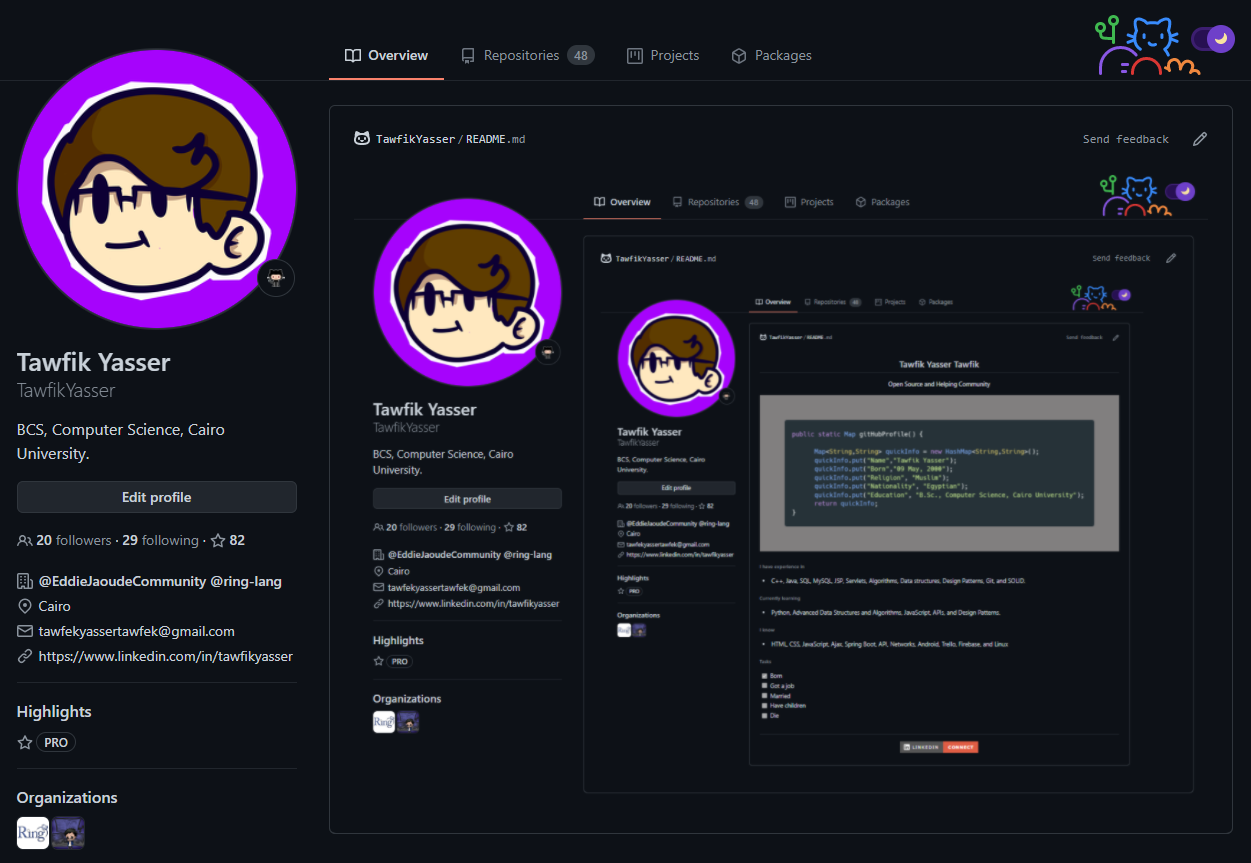 Overview
Repositories 48
Projects
Packages
Tawfik Yasser
TawfikYasser
BCS, Computer Science, Cairo
University.
Edit profile
20 followers · 29 following · 82
@EddieJaoudeCommunity @ring-lang
Cairo
tawfekyassertawfek@gmail.com
https://www.linkedin.com/in/tawfikyasser
Highlights
PRO
Organizations
Ring
TawfikYasser/README.md
Send feedback
Overview
Repositories 48
Projects
Packages
Tawfik Yasser
TawfikYasser
BCS, Computer Science, Cairo
University.
Edit profile
20 followers · 29 following · 82
@EddieJaoudeCommunity @ring-lang
Cairo
tawfekyassertawfek@gmail.com
https://www.linkedin.com/in/tawfikyasser
Highlights
PRO
Organizations
Ring
TawfikYasser/README.md
Send feedback
Overview
Repositories 48
Projects
Packages
Tawfik Yasser
TawfikYasser
BCS, Computer Science, Cairo
University.
Edit profile
20 followers · 29 following · 82
@EddieJaoudeCommunity @ring-lang
Cairo
tawfekyassertawfek@gmail.com
https://www.linkedin.com/in/tawfikyasser
Highlights
PRO
Organizations
Ring
TawfikYasser/README.md
Send feedback
Tawfik Yasser Tawfik
Open Source and Helping Community
public static Map gitHubProfile() {
Map<String,String> quickInfo = new HashMap<String,String>();
quickInfo.put("Name","Tawfik Yasser");
quickInfo.put("Born","09 May, 2000");
quickInfo.put("Religion", "Muslim");
quickInfo.put("Nationality", "Egyptian");
quickInfo.put("Education", "B.Sc., Computer Science, Cairo University");
return quickInfo;
}
I have experience in
• C++, Java, SQL, MySQL, JSP, Servlets, Algorithms, Data structures, Design Patterns, Git, and SOLID.
Currently learning
• Python, Advanced Data Structures and Algorithms, JavaScript, APIs, and Design Patterns.
I know
• HTML, CSS, JavaScript, Ajax, Spring Boot, API, Networks, Android, Trello, Firebase, and Linux
Todo
Born
Got a job
Married
Have children
Die
LINKEDIN CONNECT